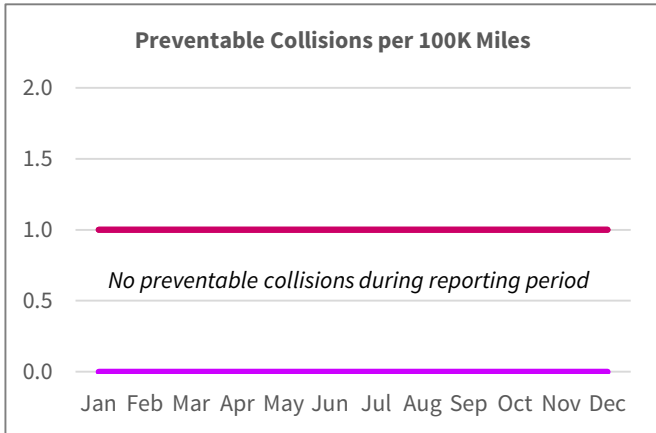 Preventable Collisions per 100K Miles
2.0
1.5
1.0
No preventable collisions during reporting period
0.5
0.0
Jan Feb Mar Apr May Jun Jul Aug Sep Oct Nov Dec